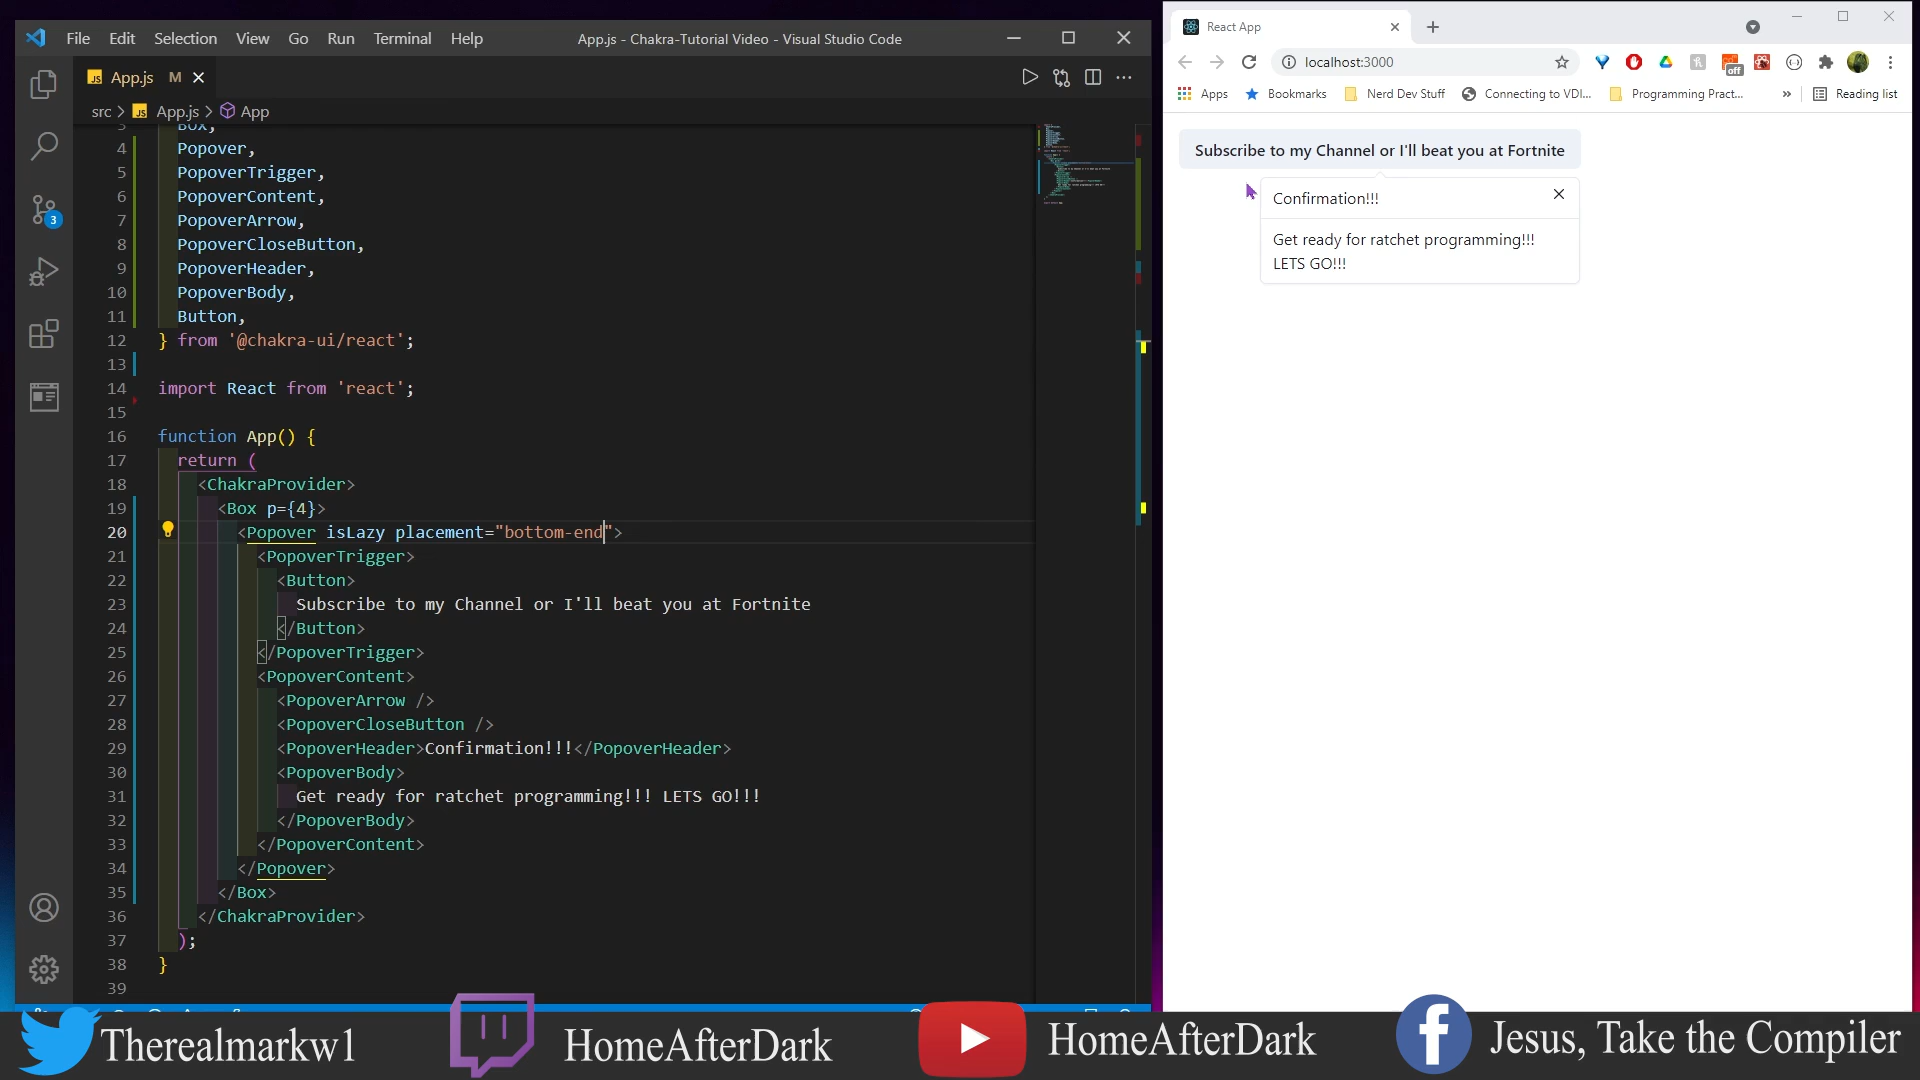 File Edit Selection View Go Run Terminal Help
App.js - Chakra-Tutorial Video - Visual Studio Code
JS App.js M
src > JS App.js > App
3 Box,
4 Popover,
5 PopoverTrigger,
6 PopoverContent,
7 PopoverArrow,
8 PopoverCloseButton,
9 PopoverHeader,
10 PopoverBody,
11 Button,
12 } from '@chakra-ui/react';
13
14 import React from 'react';
15
16 function App() {
17 return (
18 <ChakraProvider>
19 <Box p={4}>
20 <Popover isLazy placement="bottom-end">
21 <PopoverTrigger>
22 <Button>
23 Subscribe to my Channel or I'll beat you at Fortnite
24 </Button>
25 </PopoverTrigger>
26 <PopoverContent>
27 <PopoverArrow />
28 <PopoverCloseButton />
29 <PopoverHeader>Confirmation!!!</PopoverHeader>
30 <PopoverBody>
31 Get ready for ratchet programming!!! LETS GO!!!
32 </PopoverBody>
33 </PopoverContent>
34 </Popover>
35 </Box>
36 </ChakraProvider>
37 );
38 }
39
3
React App
localhost:3000
off
Apps Bookmarks Nerd Dev Stuff Connecting to VDI... Programming Pract... » Reading list
Subscribe to my Channel or I'll beat you at Fortnite
Confirmation!!!
Get ready for ratchet programming!!!
LETS GO!!!
Therealmarkw1 HomeAfterDark HomeAfterDark Jesus, Take the Compiler